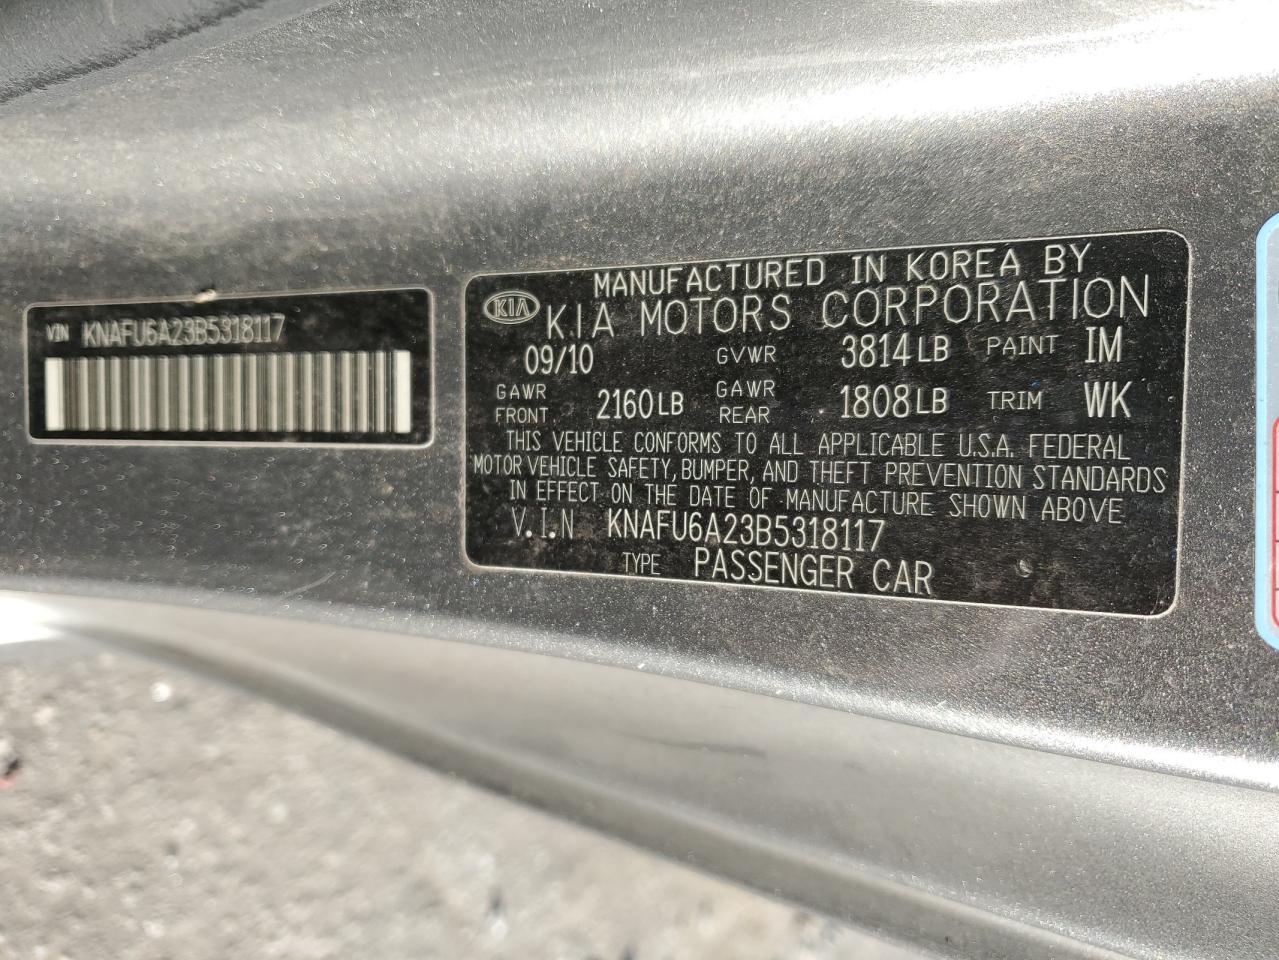 VIN KNAFU6A23B5318117
MANUFACTURED IN KOREA BY
KIA KIA MOTORS CORPORATION
09/10 GVWR 3814LB PAINT IM
GAWR FRONT 2160LB GAWR REAR 1808LB TRIM WK
THIS VEHICLE CONFORMS TO ALL APPLICABLE U.S.A. FEDERAL
MOTOR VEHICLE SAFETY, BUMPER, AND THEFT PREVENTION STANDARDS
IN EFFECT ON THE DATE OF MANUFACTURE SHOWN ABOVE
V.I.N KNAFU6A23B5318117
TYPE PASSENGER CAR